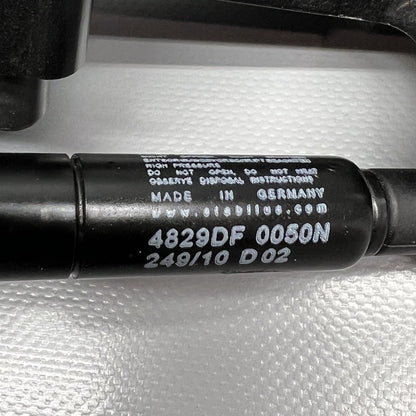 HIGH PRESSURE
DO NOT OPEN, DO NOT HEAT
OBSERVE DISPOSAL INSTRUCTIONS
MADE IN GERMANY
www.stabilus.com
4829DF 0050N
249/10 D 02